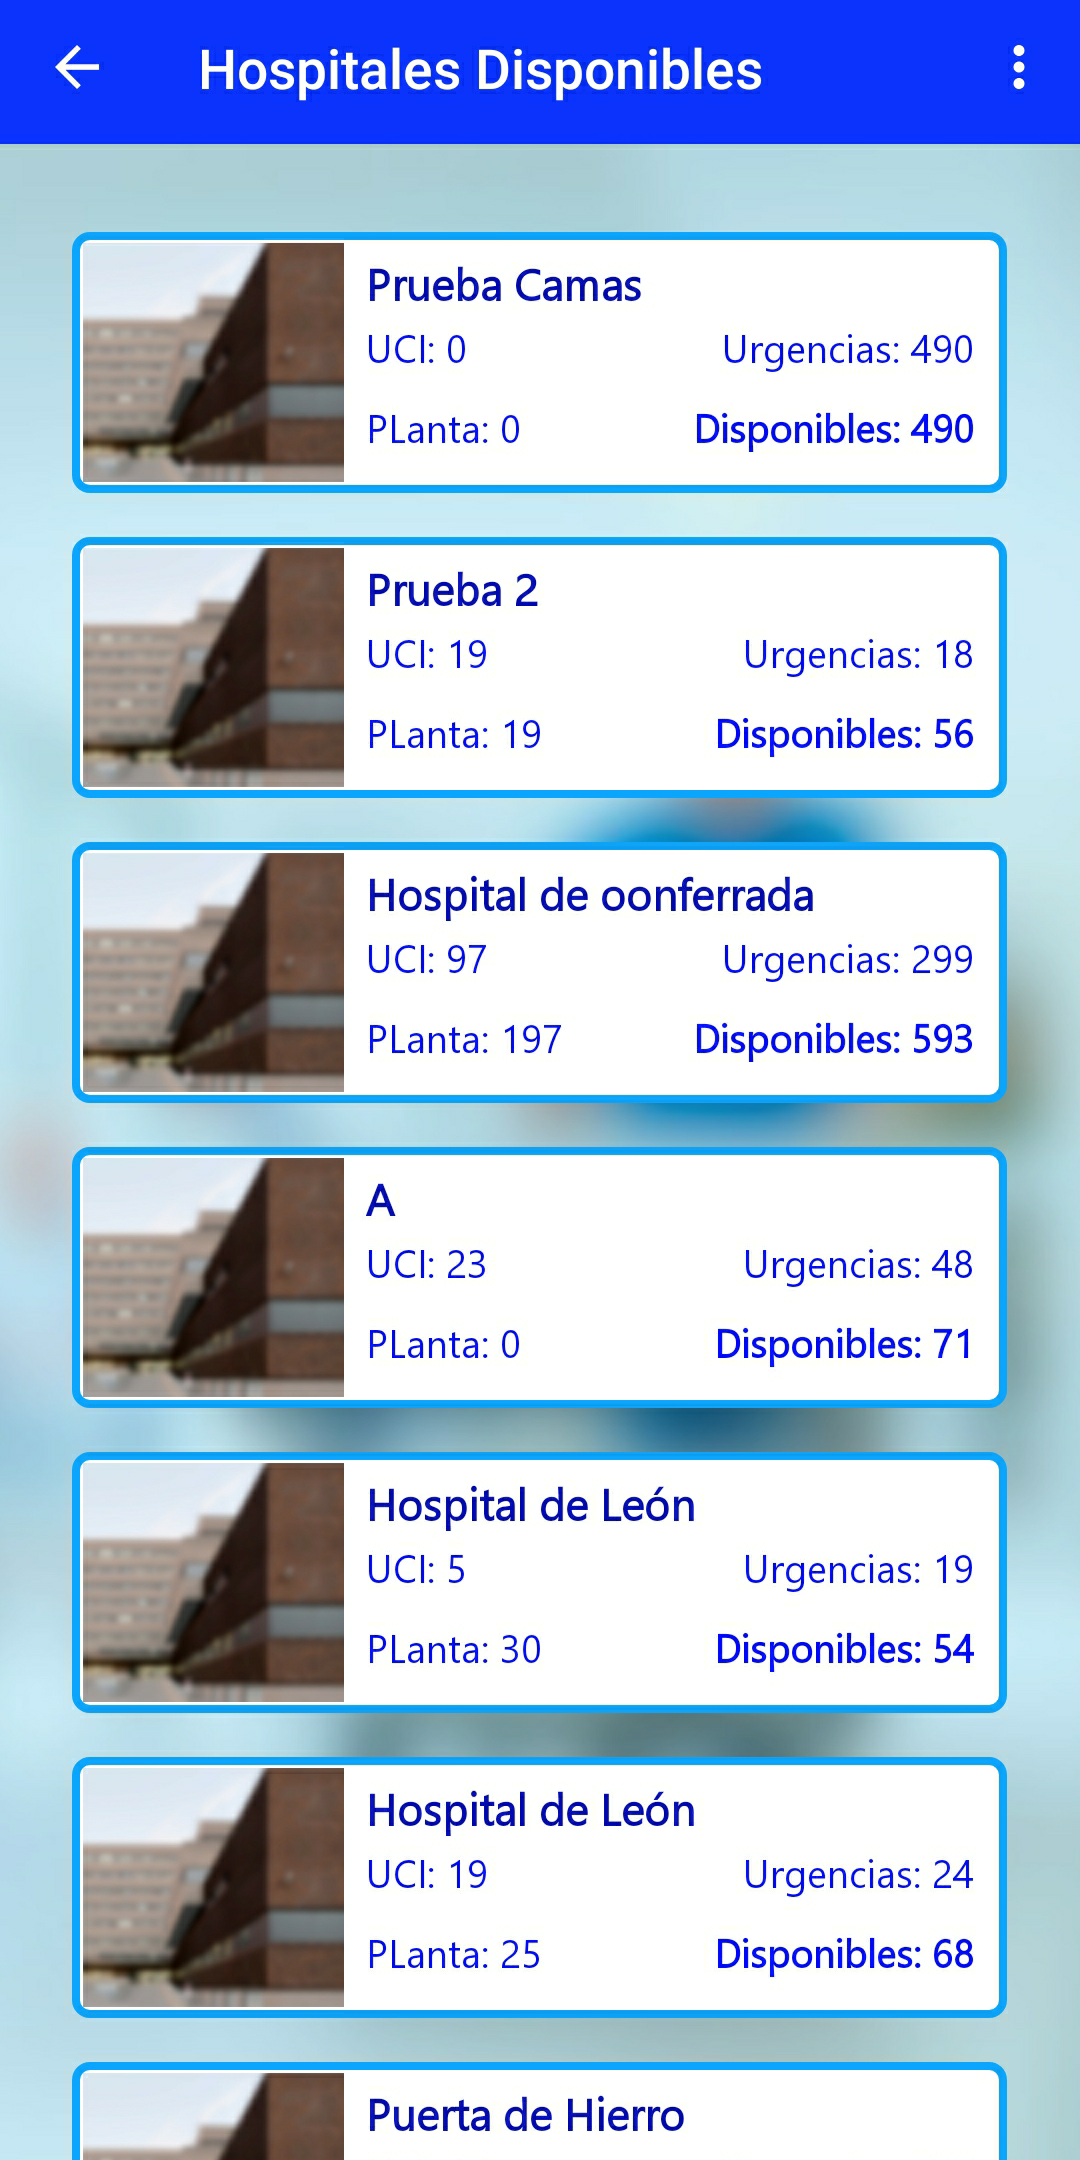 Hospitales Disponibles
Prueba Camas
UCI: 0 Urgencias: 490
PLanta: 0 Disponibles: 490
Prueba 2
UCI: 19 Urgencias: 18
PLanta: 19 Disponibles: 56
Hospital de oonferrada
UCI: 97 Urgencias: 299
PLanta: 197 Disponibles: 593
A
UCI: 23 Urgencias: 48
PLanta: 0 Disponibles: 71
Hospital de León
UCI: 5 Urgencias: 19
PLanta: 30 Disponibles: 54
Hospital de León
UCI: 19 Urgencias: 24
PLanta: 25 Disponibles: 68
Puerta de Hierro